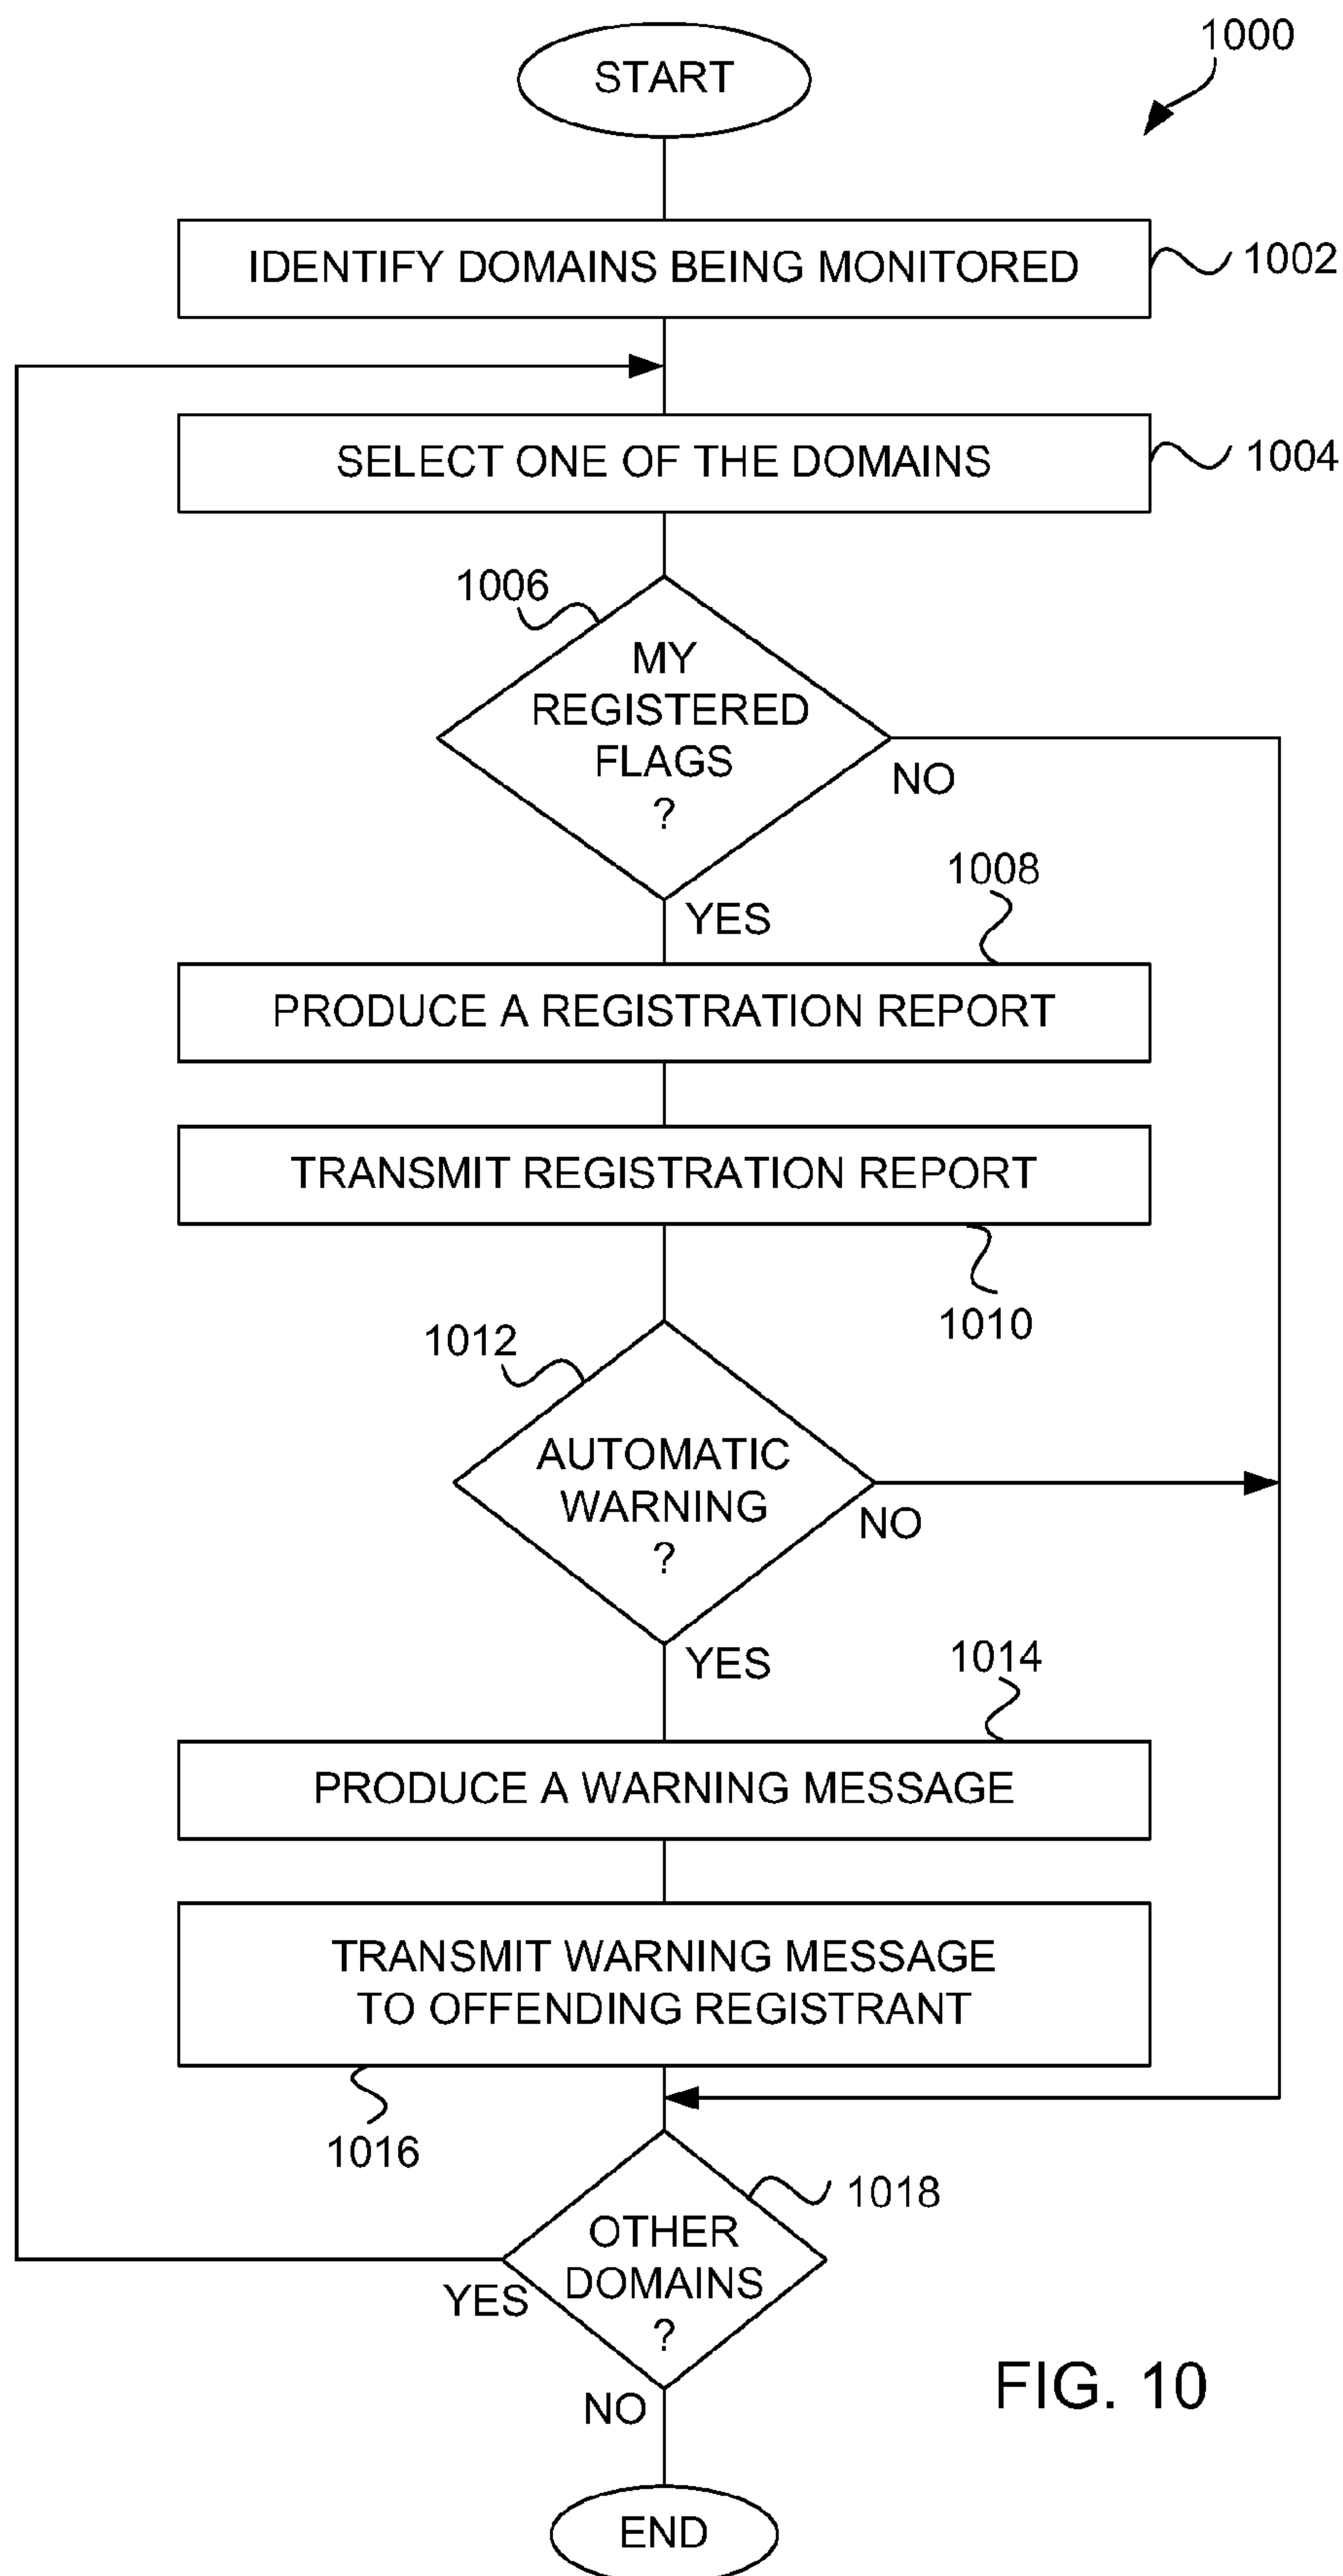 1000
START
IDENTIFY DOMAINS BEING MONITORED
1002
SELECT ONE OF THE DOMAINS
1004
1006
MY
REGISTERED
FLAGS
?
NO
YES
1008
PRODUCE A REGISTRATION REPORT
TRANSMIT REGISTRATION REPORT
1010
1012
AUTOMATIC
WARNING
?
NO
YES
1014
PRODUCE A WARNING MESSAGE
TRANSMIT WARNING MESSAGE
TO OFFENDING REGISTRANT
1016
1018
OTHER
DOMAINS
?
YES
NO
FIG. 10
END